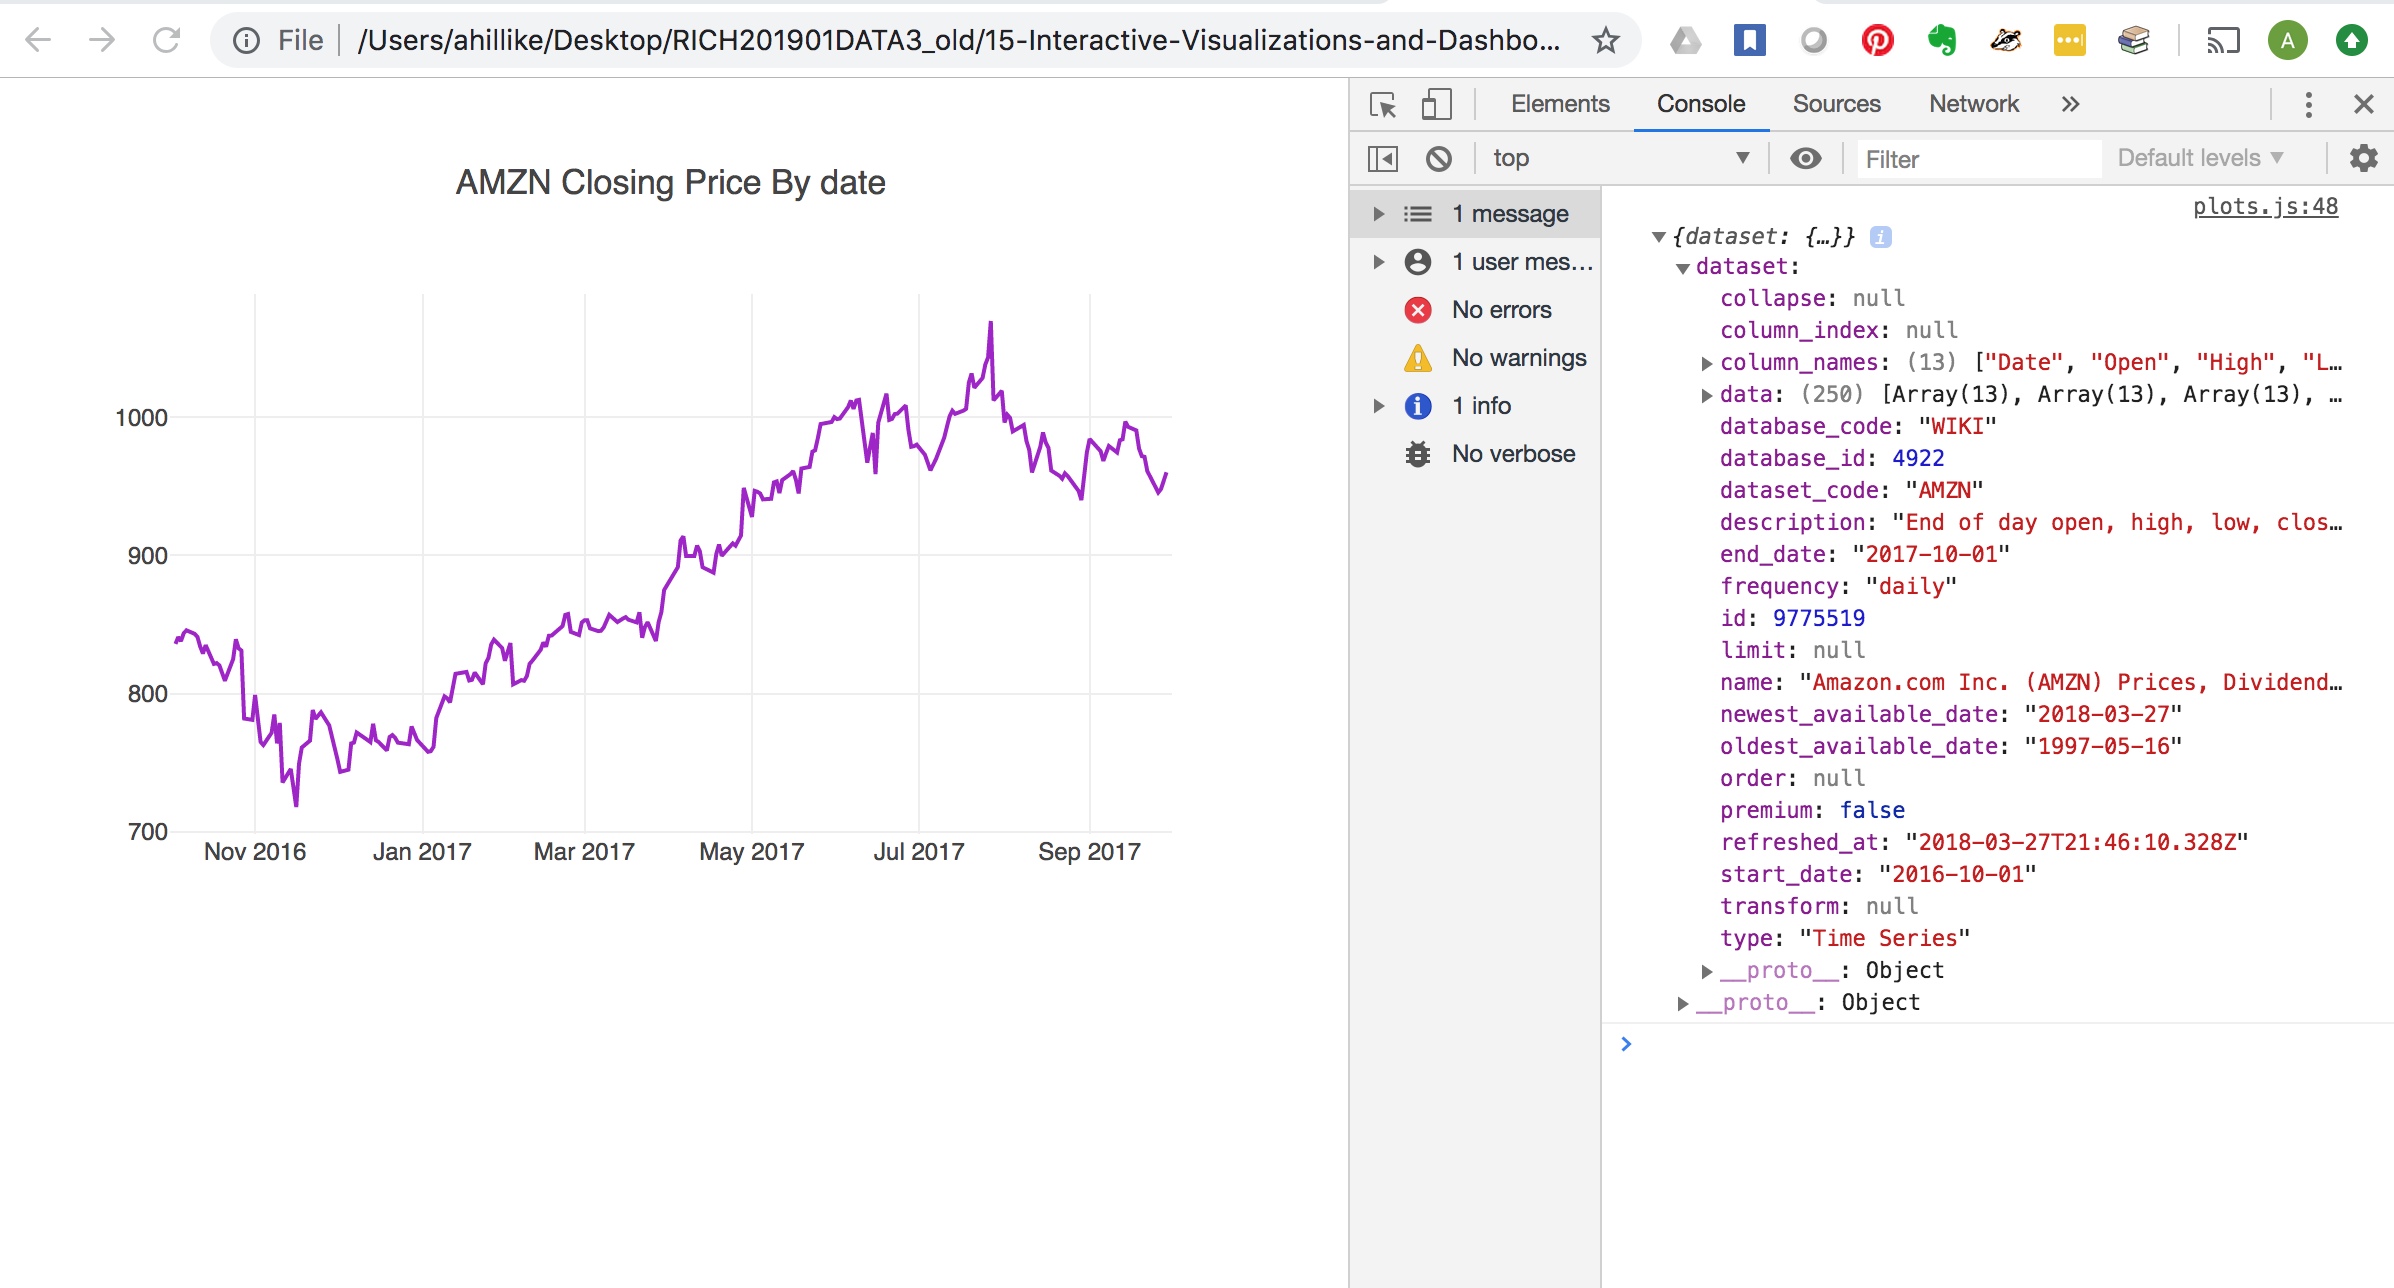 File | /Users/ahillike/Desktop/RICH201901DATA3_old/15-Interactive-Visualizations-and-Dashbo...
A
AMZN Closing Price By date
1000
900
800
700
Nov 2016 Jan 2017 Mar 2017 May 2017 Jul 2017 Sep 2017
Elements Console Sources Network »
top Filter Default levels
1 message
1 user mes...
No errors
No warnings
1 info
No verbose
plots.js:48
{dataset: {…}} i
dataset:
collapse: null
column_index: null
column_names: (13) ["Date", "Open", "High", "L…
data: (250) [Array(13), Array(13), Array(13), …
database_code: "WIKI"
database_id: 4922
dataset_code: "AMZN"
description: "End of day open, high, low, clos…
end_date: "2017-10-01"
frequency: "daily"
id: 9775519
limit: null
name: "Amazon.com Inc. (AMZN) Prices, Dividend…
newest_available_date: "2018-03-27"
oldest_available_date: "1997-05-16"
order: null
premium: false
refreshed_at: "2018-03-27T21:46:10.328Z"
start_date: "2016-10-01"
transform: null
type: "Time Series"
__proto__: Object
__proto__: Object